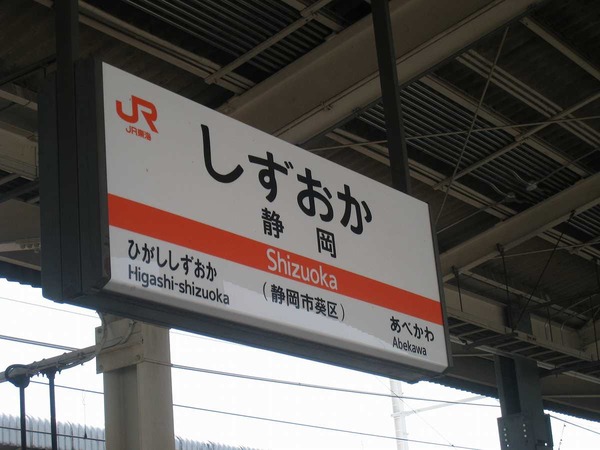 JR
JR東海
しずおか
静岡
Shizuoka
(静岡市葵区)
ひがししずおか
Higashi-shizuoka
あべかわ
Abekawa